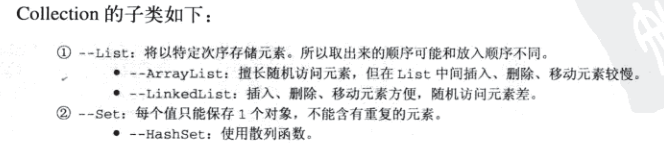 Collection 的子类如下：
① --List：将以特定次序存储元素。所以取出来的顺序可能和放入顺序不同。
• --ArrayList：擅长随机访问元素，但在 List 中间插入、删除、移动元素较慢。
• --LinkedList：插入、删除、移动元素方便，随机访问元素差。
② --Set：每个值只能保存 1 个对象，不能含有重复的元素。
• --HashSet：使用散列函数。